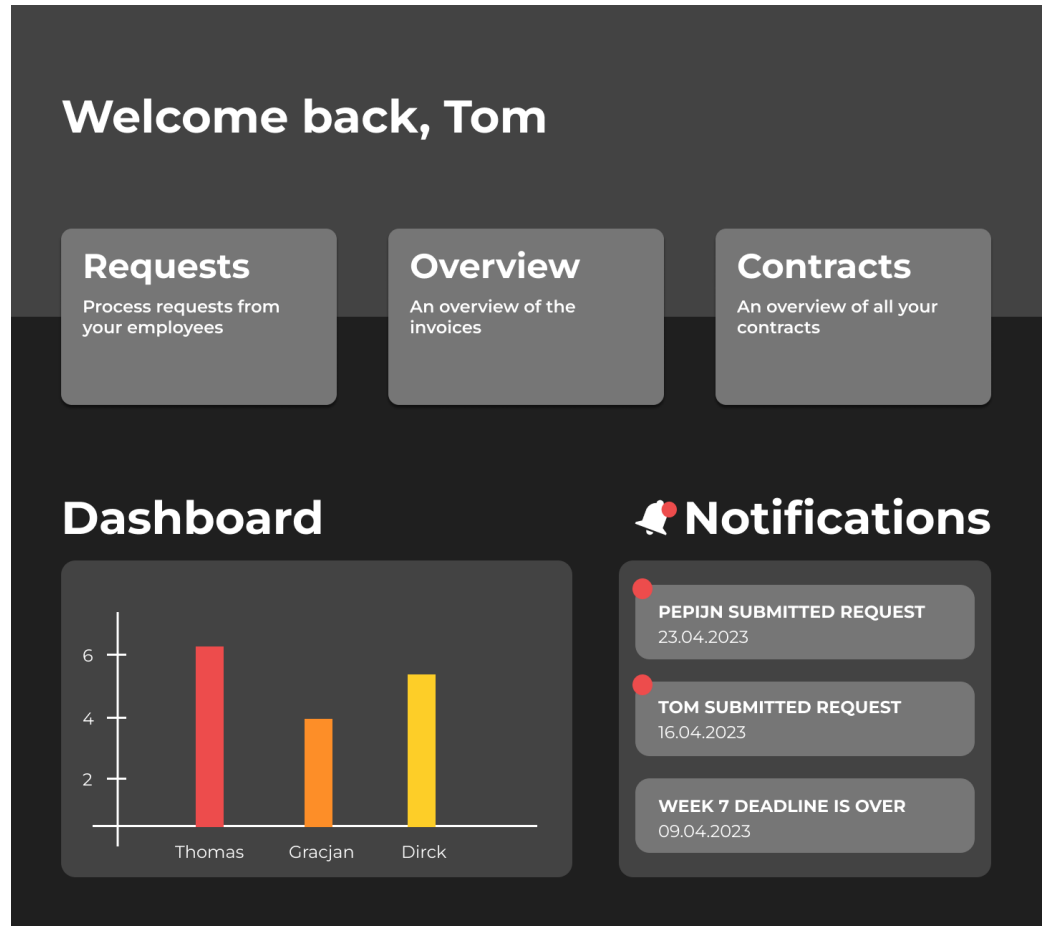 Welcome back, Tom
Requests
Process requests from
your employees
Overview
An overview of the
invoices
Contracts
An overview of all your
contracts
Dashboard
6
4
2
Thomas Gracjan Dirck
Notifications
PEPIJN SUBMITTED REQUEST
23.04.2023
TOM SUBMITTED REQUEST
16.04.2023
WEEK 7 DEADLINE IS OVER
09.04.2023